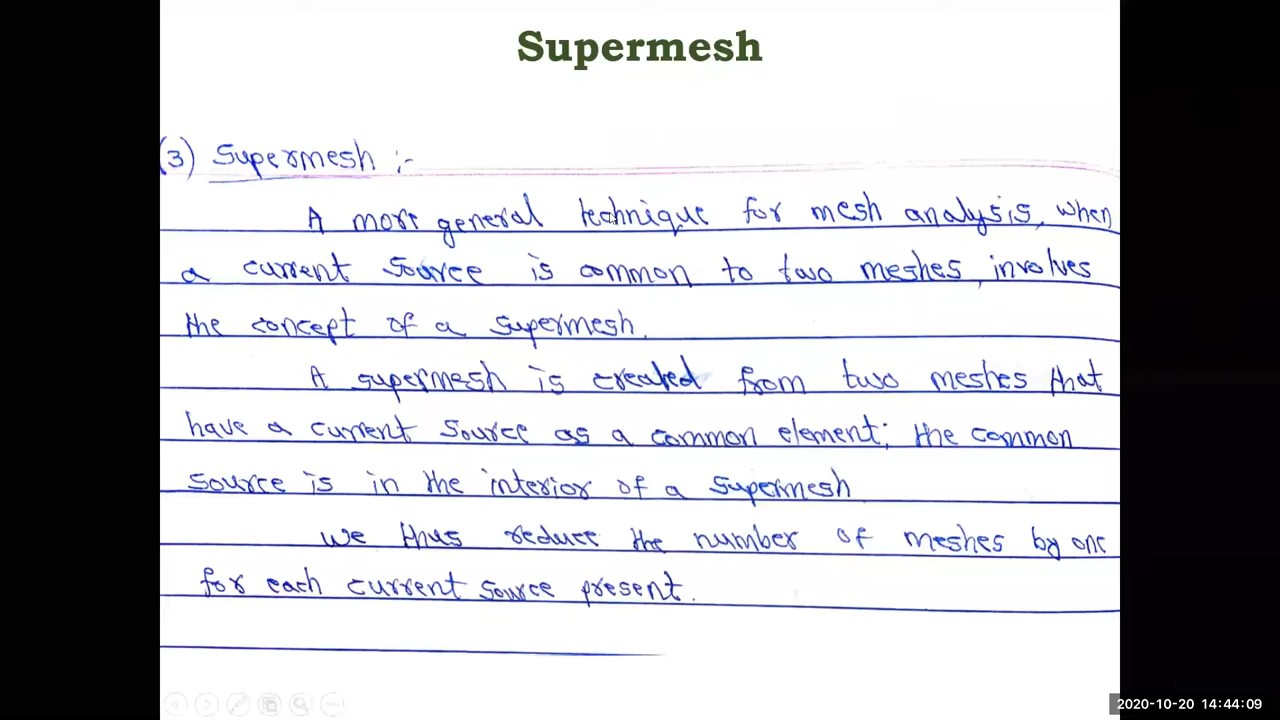 Supermesh
(3) Supermesh :-
A more general technique for mesh analysis, when
a current source is common to two meshes, involves
the concept of a supermesh.
A supermesh is created from two meshes that
have a current source as a common element; the common
source is in the interior of a supermesh
We thus reduce the number of meshes by one
for each current source present.
2020-10-20 14:44:09